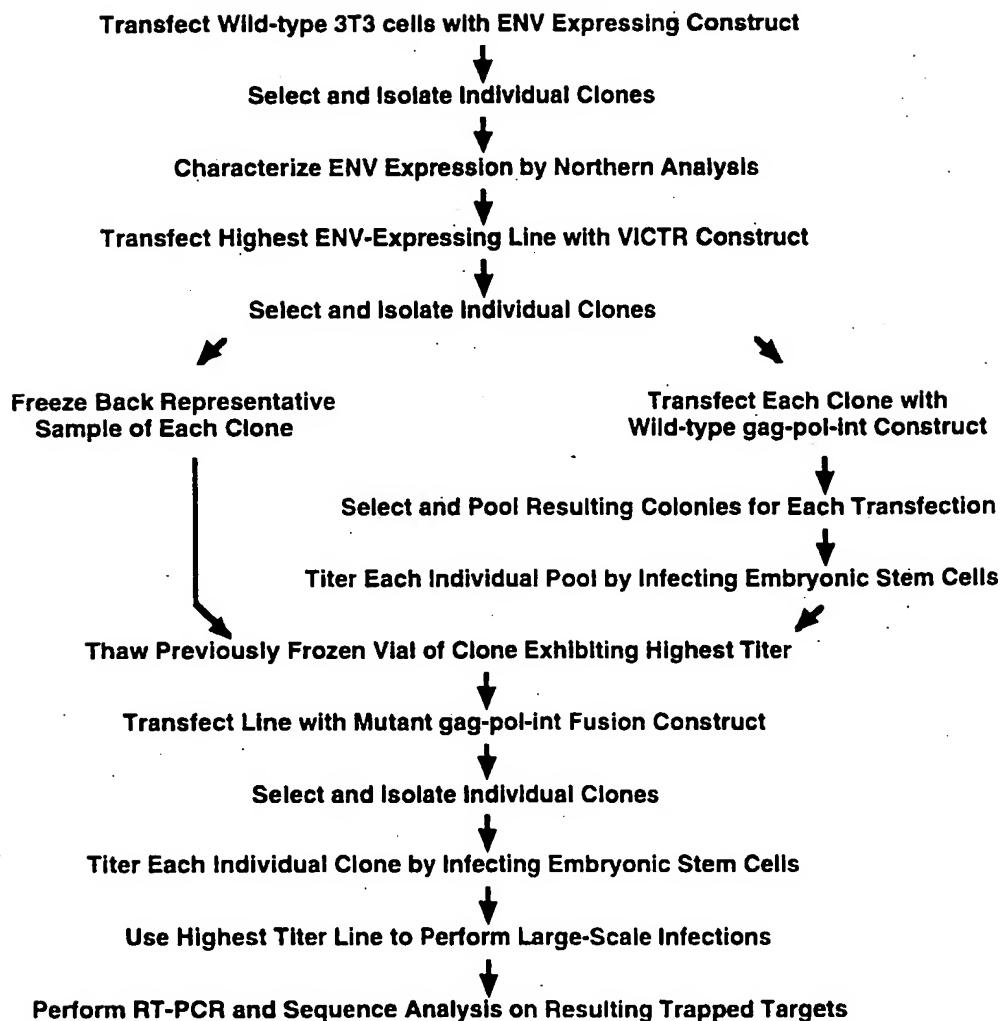 Transfect Wild-type 3T3 cells with ENV Expressing Construct
Select and Isolate Individual Clones
Characterize ENV Expression by Northern Analysis
Transfect Highest ENV-Expressing Line with VICTR Construct
Select and Isolate Individual Clones
Freeze Back Representative
Sample of Each Clone
Transfect Each Clone with
Wild-type gag-pol-int Construct
Select and Pool Resulting Colonies for Each Transfection
Titer Each Individual Pool by Infecting Embryonic Stem Cells
Thaw Previously Frozen Vial of Clone Exhibiting Highest Titer
Transfect Line with Mutant gag-pol-int Fusion Construct
Select and Isolate Individual Clones
Titer Each Individual Clone by Infecting Embryonic Stem Cells
Use Highest Titer Line to Perform Large-Scale Infections
Perform RT-PCR and Sequence Analysis on Resulting Trapped Targets